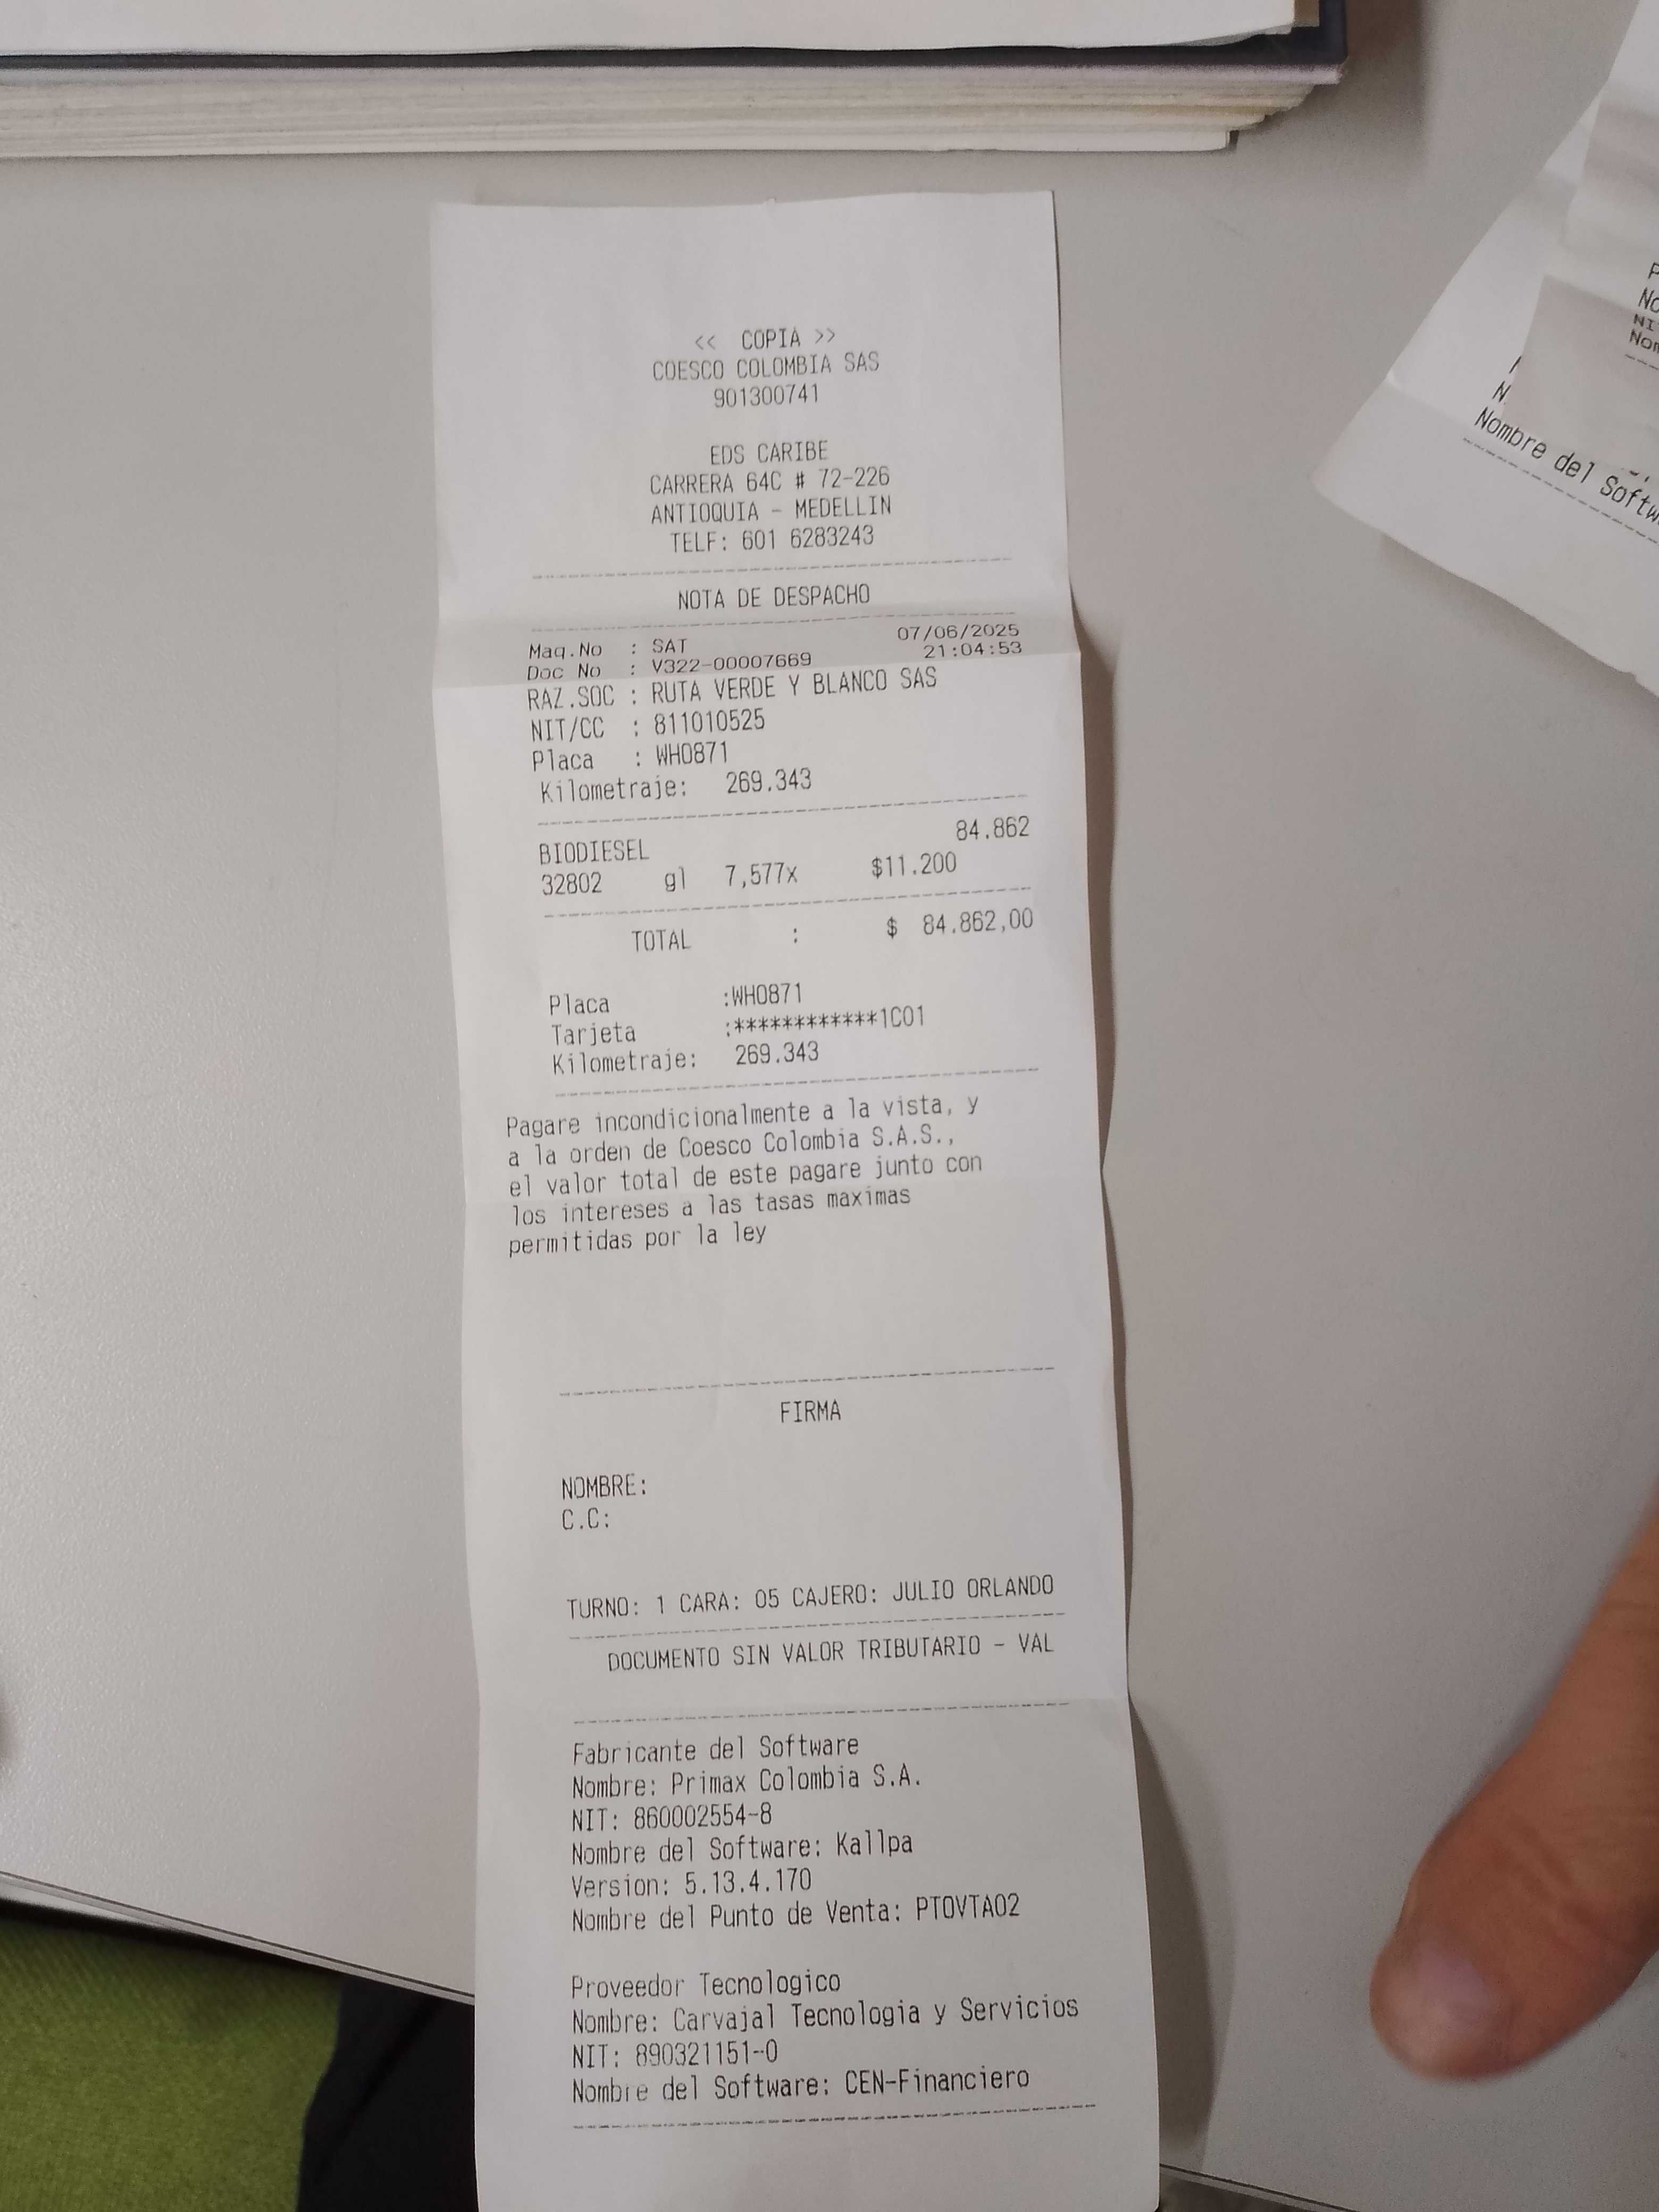 << COPIA >>
COESCO COLOMBIA SAS
901300741
EDS CARIBE
CARRERA 64C # 72-226
ANTIOQUIA - MEDELLIN
TELF: 601 6283243
NOTA DE DESPACHO
Maq.No : SAT 07/06/2025
Doc No : V322-00007669 21:04:53
RAZ.SOC : RUTA VERDE Y BLANCO SAS
NIT/CC : 811010525
Placa : WHO871
Kilometraje: 269.343
BIODIESEL 84.862
32802 gl 7,577x $11.200
TOTAL : $ 84.862,00
Placa :WHO871
Tarjeta :************1C01
Kilometraje: 269.343
Pagare incondicionalmente a la vista, y
a la orden de Coesco Colombia S.A.S.,
el valor total de este pagare junto con
los intereses a las tasas maximas
permitidas por la ley
FIRMA
NOMBRE:
C.C:
TURNO: 1 CARA: 05 CAJERO: JULIO ORLANDO
DOCUMENTO SIN VALOR TRIBUTARIO - VAL
Fabricante del Software
Nombre: Primax Colombia S.A.
NIT: 860002554-8
Nombre del Software: Kallpa
Version: 5.13.4.170
Nombre del Punto de Venta: PTOVTA02
Proveedor Tecnologico
Nombre: Carvajal Tecnologia y Servicios
NIT: 890321151-0
Nombre del Software: CEN-Financiero
Nombre del Softw